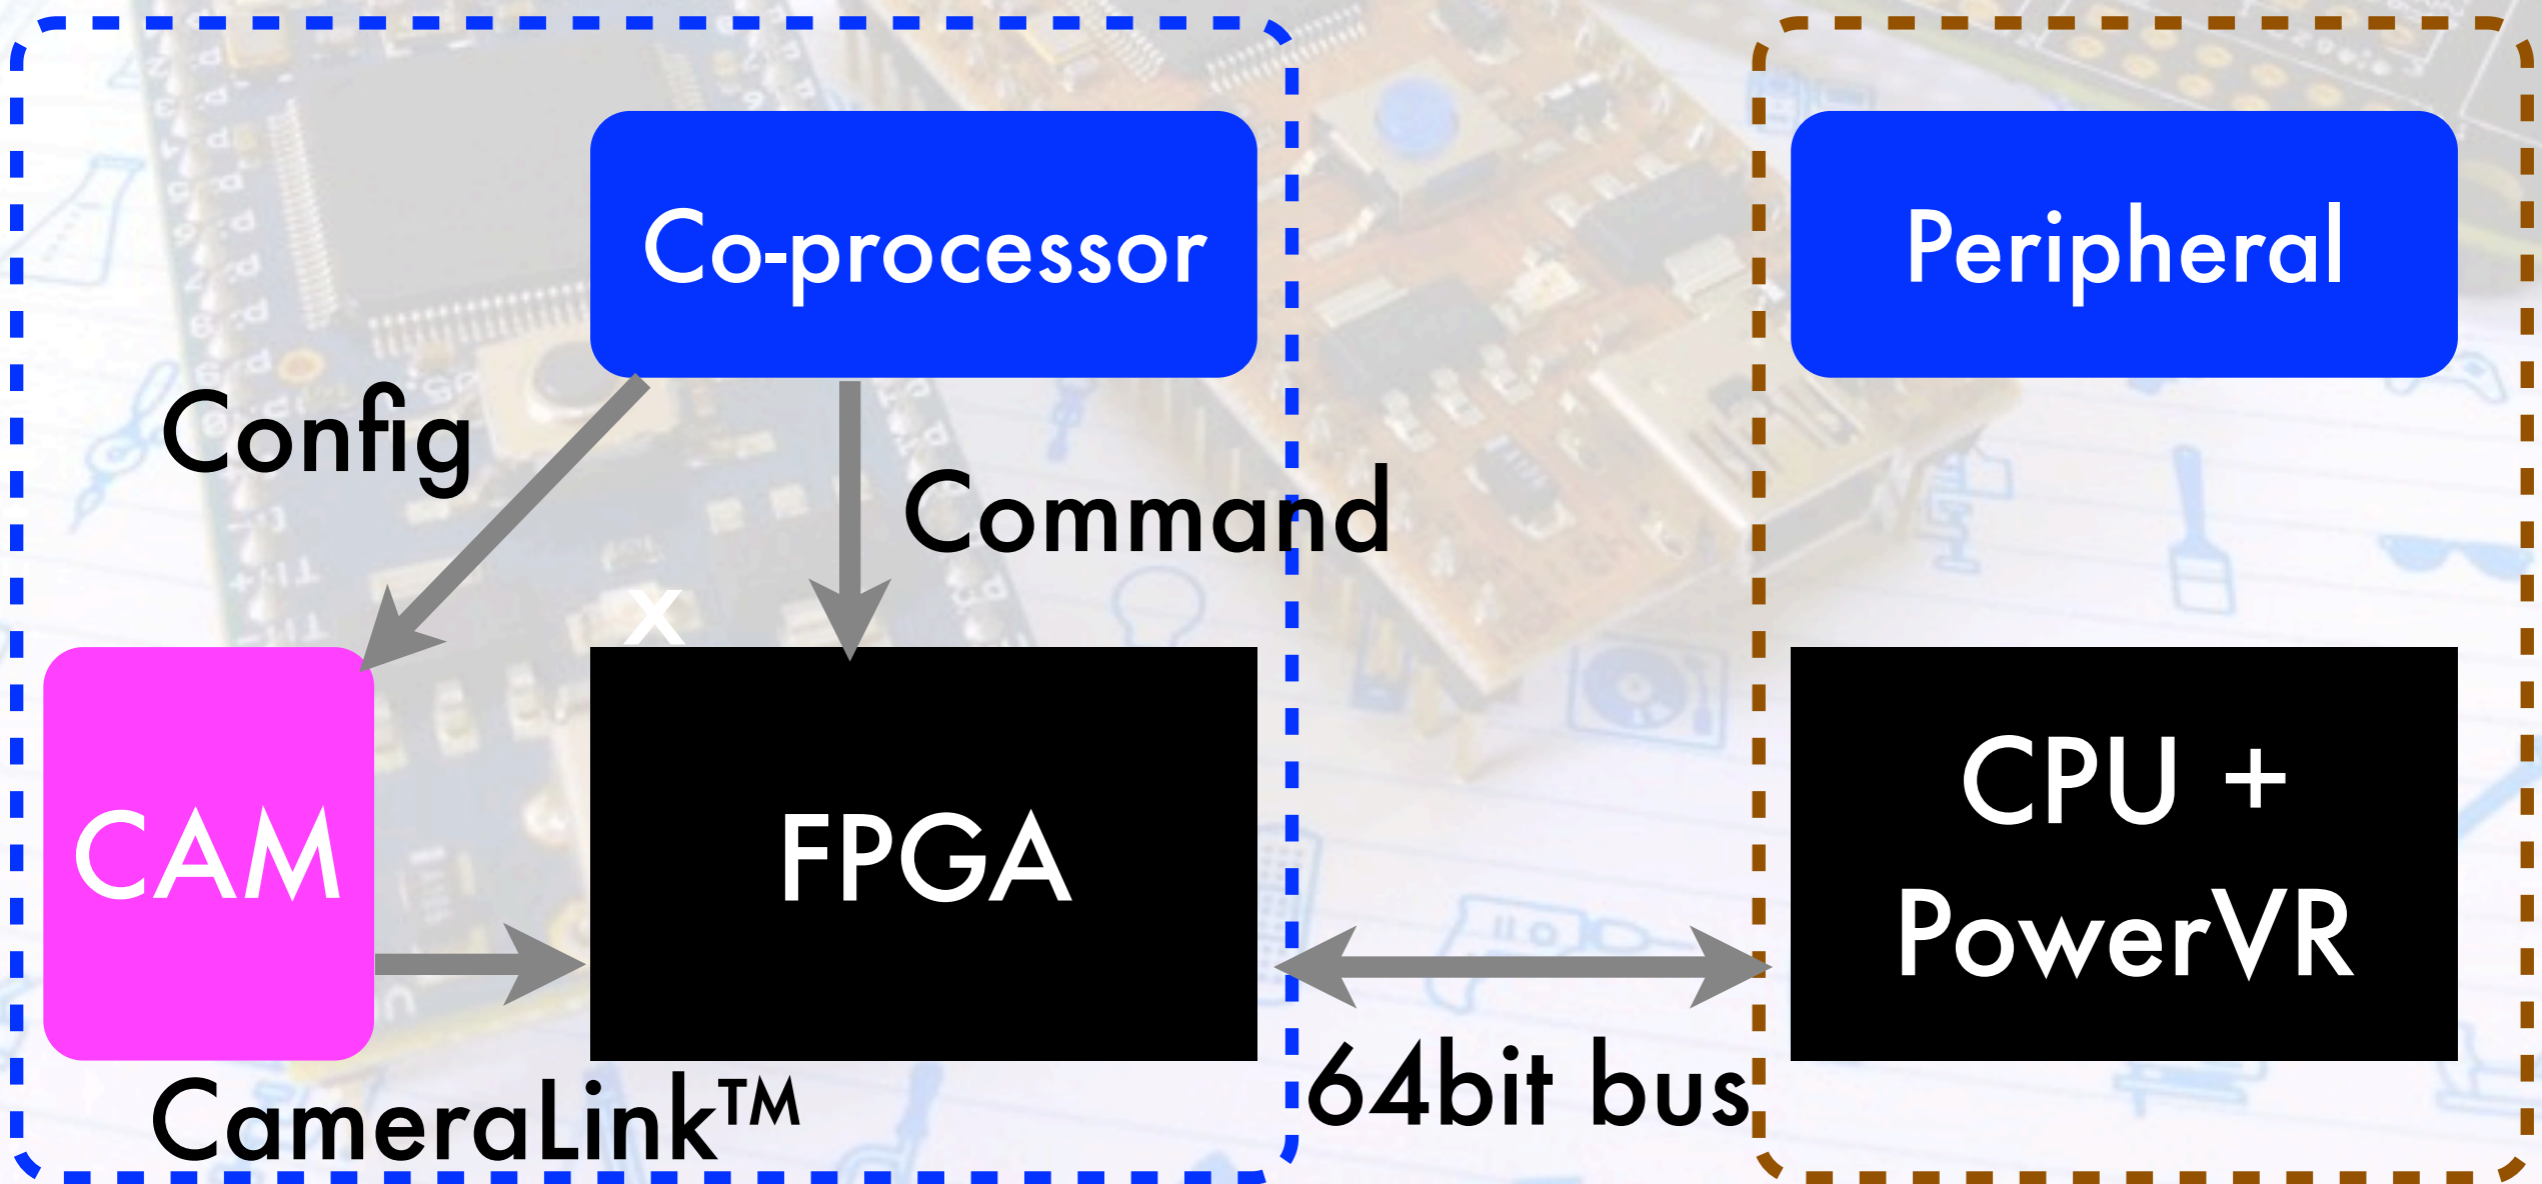 Co-processor
Peripheral
Config
Command
x
CAM
FPGA
CPU +
PowerVR
CameraLink™
64bit bus